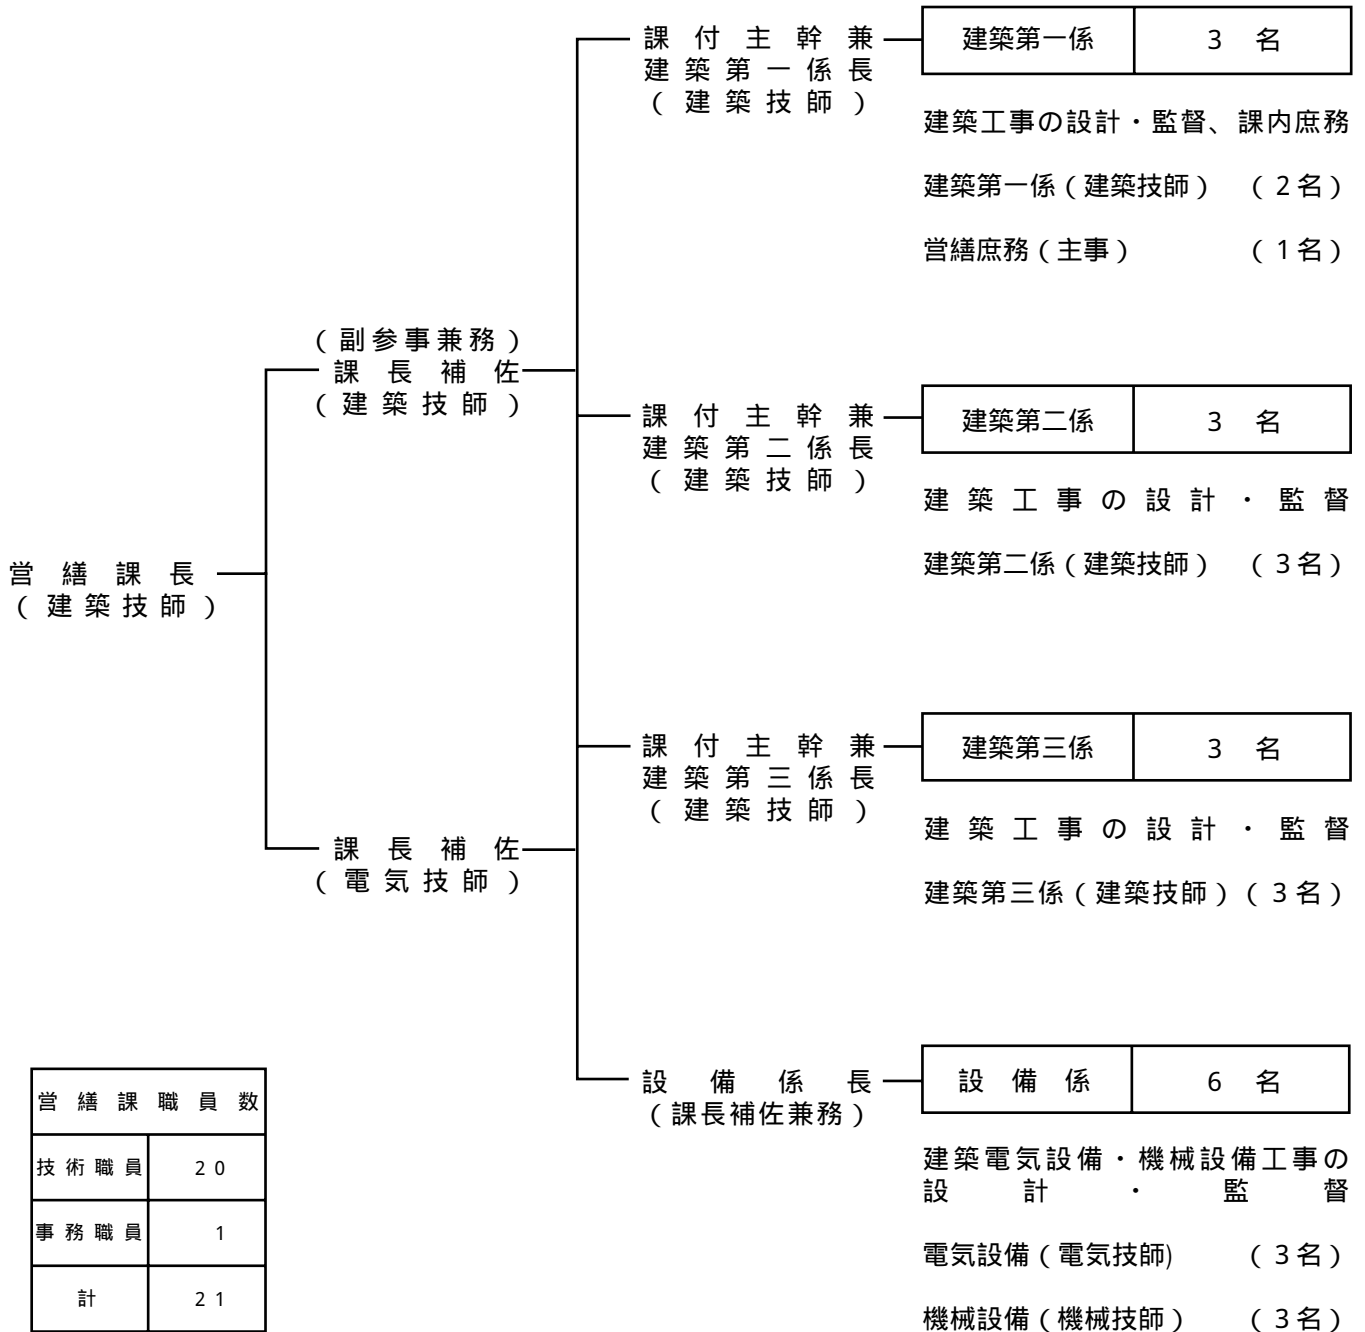 営繕課長
(建築技師)
(副参事兼務)
課長補佐
(建築技師)
課長補佐
(電気技師)
課付主幹兼
建築第一係長
(建築技師)
建築第一係 3名
建築工事の設計・監督、課内庶務
建築第一係(建築技師) (2名)
営繕庶務(主事) (1名)
課付主幹兼
建築第二係長
(建築技師)
建築第二係 3名
建築工事の設計・監督
建築第二係(建築技師) (3名)
課付主幹兼
建築第三係長
(建築技師)
建築第三係 3名
建築工事の設計・監督
建築第三係(建築技師)(3名)
設備係長
(課長補佐兼務)
設備係 6名
建築電気設備・機械設備工事の
設計・監督
電気設備(電気技師) (3名)
機械設備(機械技師) (3名)
営繕課職員数
技術職員 20
事務職員 1
計 21